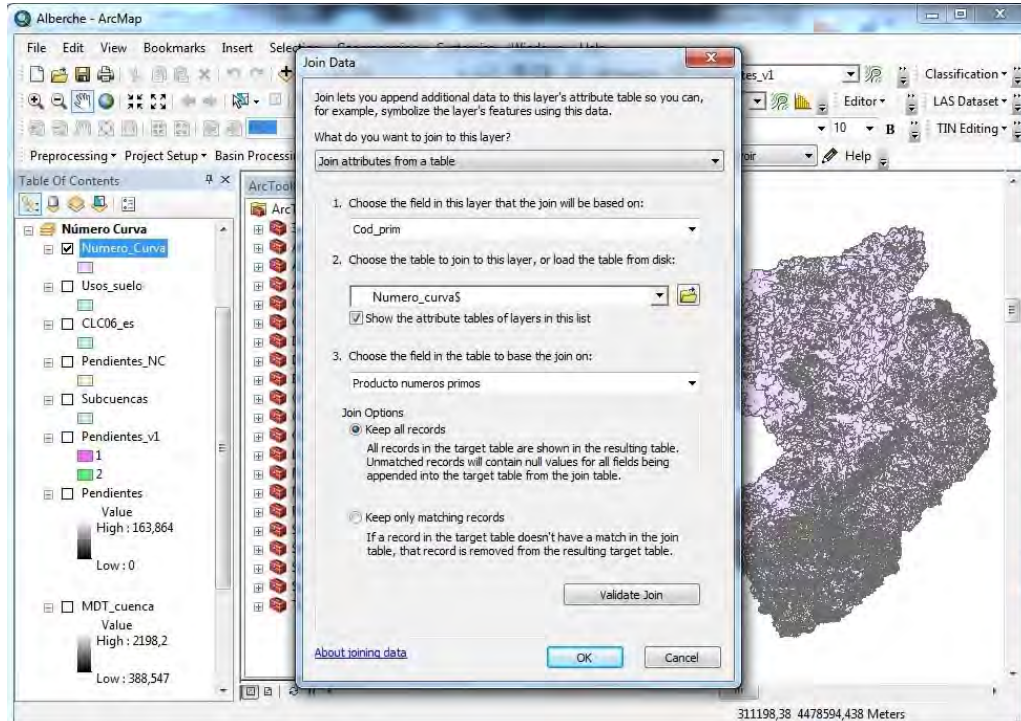 Alberche - ArcMap
File Edit View Bookmarks Insert
Classification
Editor
LAS Dataset
10 B TIN Editing
Preprocessing Project Setup Basin
Help
Table Of Contents
Número Curva
Numero_Curva
Usos_suelo
CLC06_es
Pendientes_NC
Subcuencas
Pendientes_v1
1
2
Pendientes
Value
High : 163,864
Low : 0
MDT_cuenca
Value
High : 2198,2
Low : 388,547
Join Data
Join lets you append additional data to this layer's attribute table so you can,
for example, symbolize the layer's features using this data.
What do you want to join to this layer?
Join attributes from a table
1. Choose the field in this layer that the join will be based on:
Cod_prim
2. Choose the table to join to this layer, or load the table from disk:
Numero_curva$
Show the attribute tables of layers in this list
3. Choose the field in the table to base the join on:
Producto numeros primos
Join Options
Keep all records
All records in the target table are shown in the resulting table.
Unmatched records will contain null values for all fields being
appended into the target table from the join table.
Keep only matching records
If a record in the target table doesn't have a match in the join
table, that record is removed from the resulting target table.
Validate Join
About joining data
OK Cancel
311198,38 4478594,438 Meters